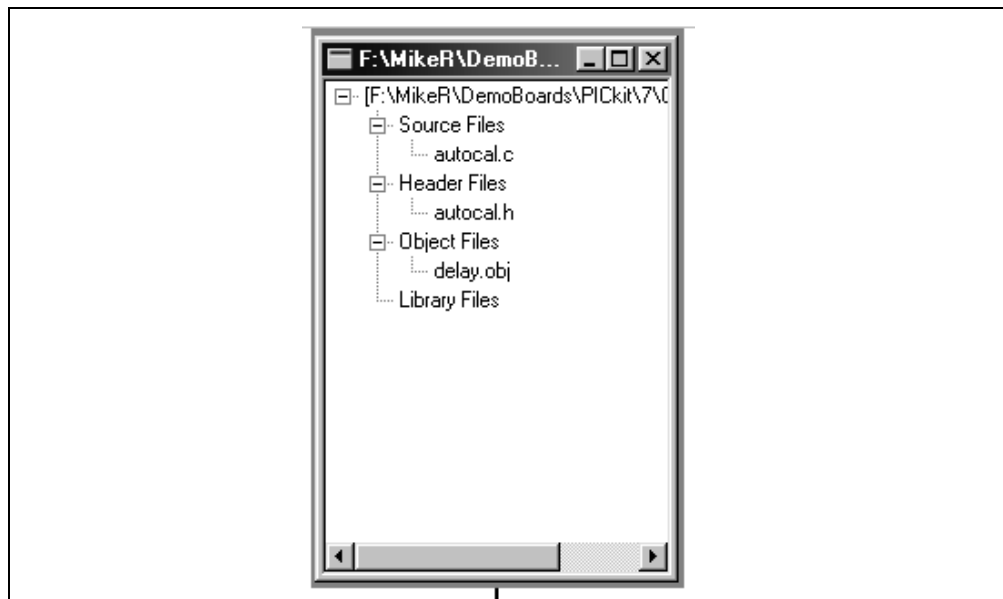 F:\MikeR\DemoB...
[F:\MikeR\DemoBoards\PICkit\7\
Source Files
autocal.c
Header Files
autocal.h
Object Files
delay.obj
Library Files